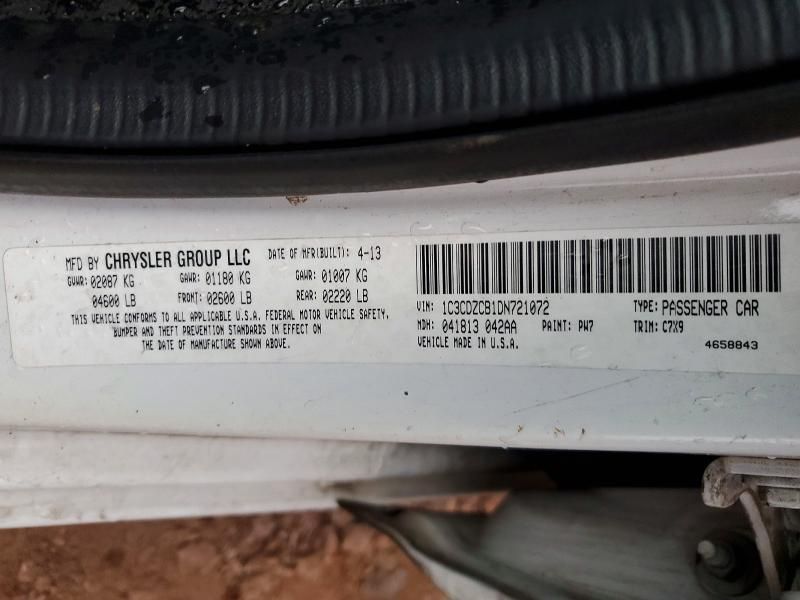 MFD BY CHRYSLER GROUP LLC DATE OF MFR(BUILT): 4-13
GVWR: 02087 KG GAWR: 01180 KG GAWR: 01007 KG
04600 LB FRONT: 02600 LB REAR: 02220 LB
THIS VEHICLE CONFORMS TO ALL APPLICABLE U.S.A. FEDERAL MOTOR VEHICLE SAFETY,
BUMPER AND THEFT PREVENTION STANDARDS IN EFFECT ON
THE DATE OF MANUFACTURE SHOWN ABOVE.
VIN: 1C3CDZCB1DN721072 TYPE: PASSENGER CAR
MDH: 041813 042AA PAINT: PW7 TRIM: C7X9
VEHICLE MADE IN U.S.A. 4658843